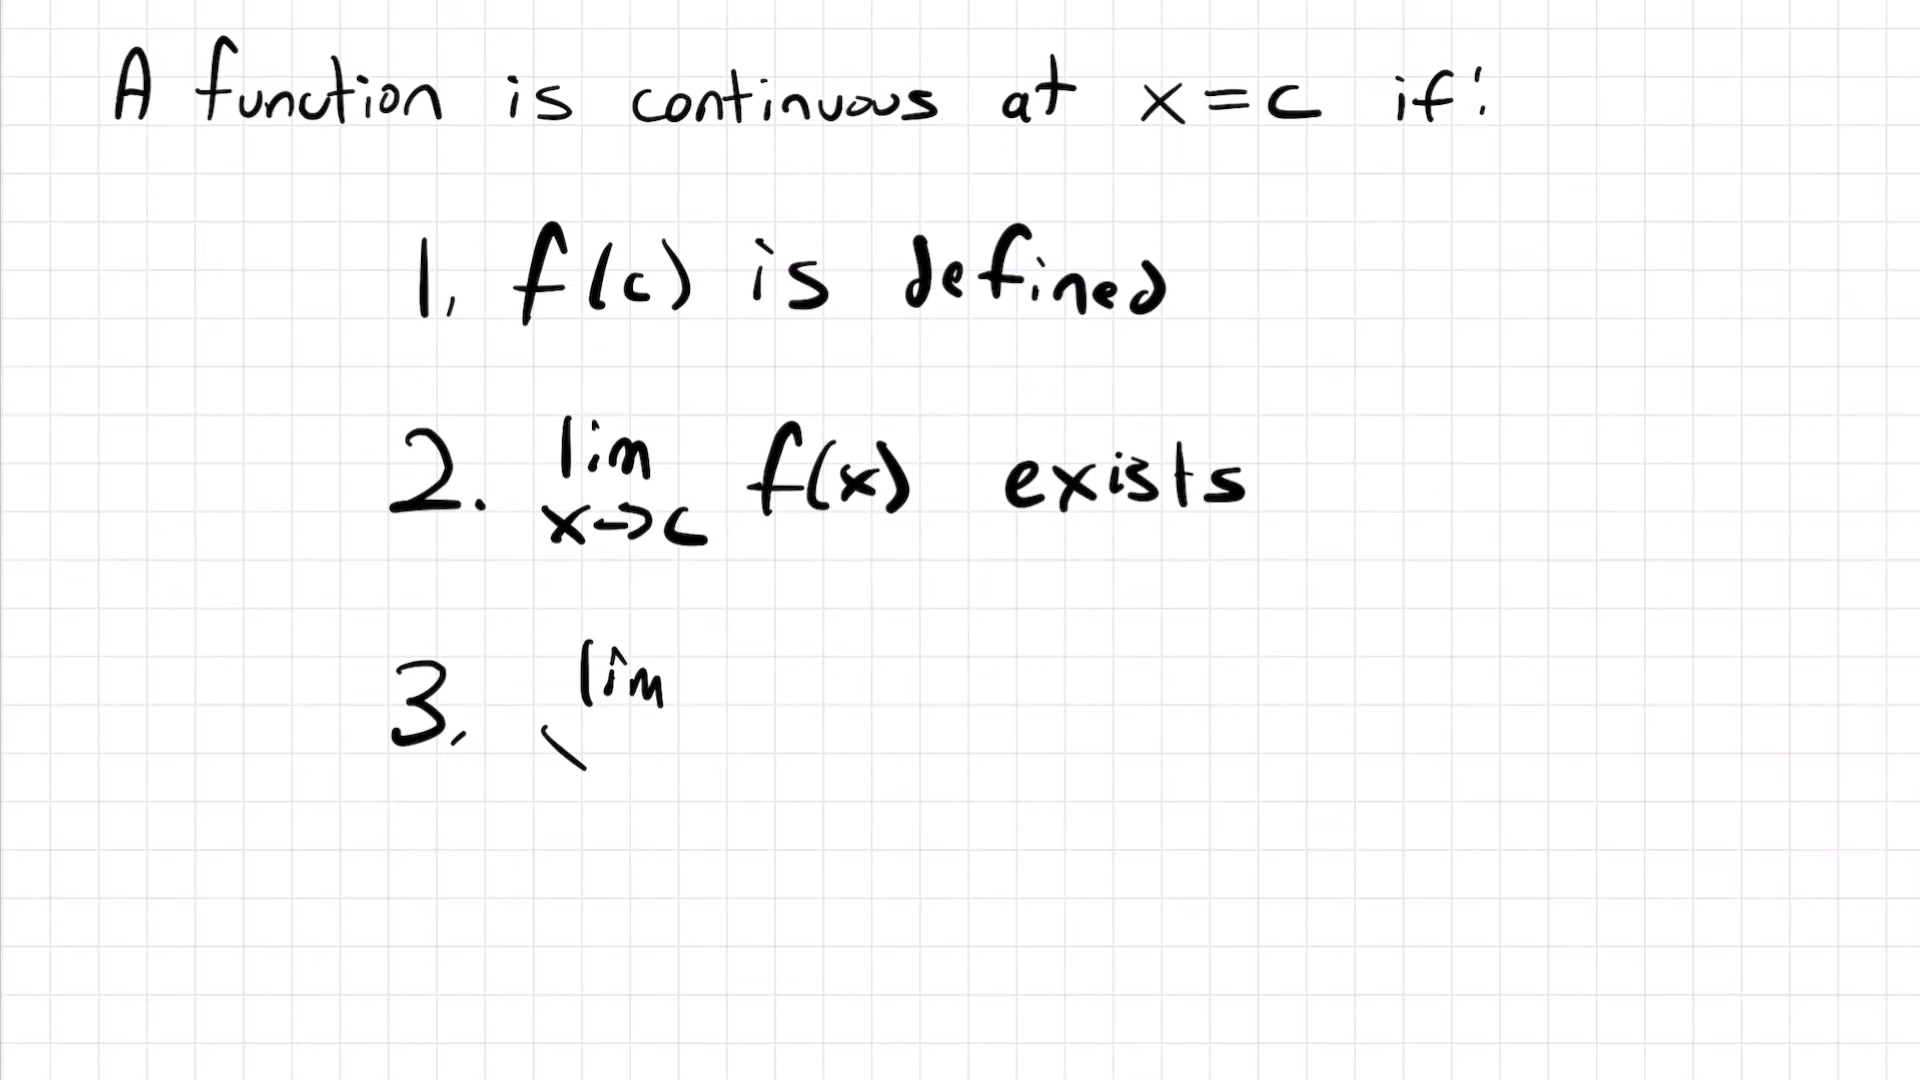 A function is continuous at x=c if:
1. f(c) is defined
2. lim x→c f(x) exists
3. lim